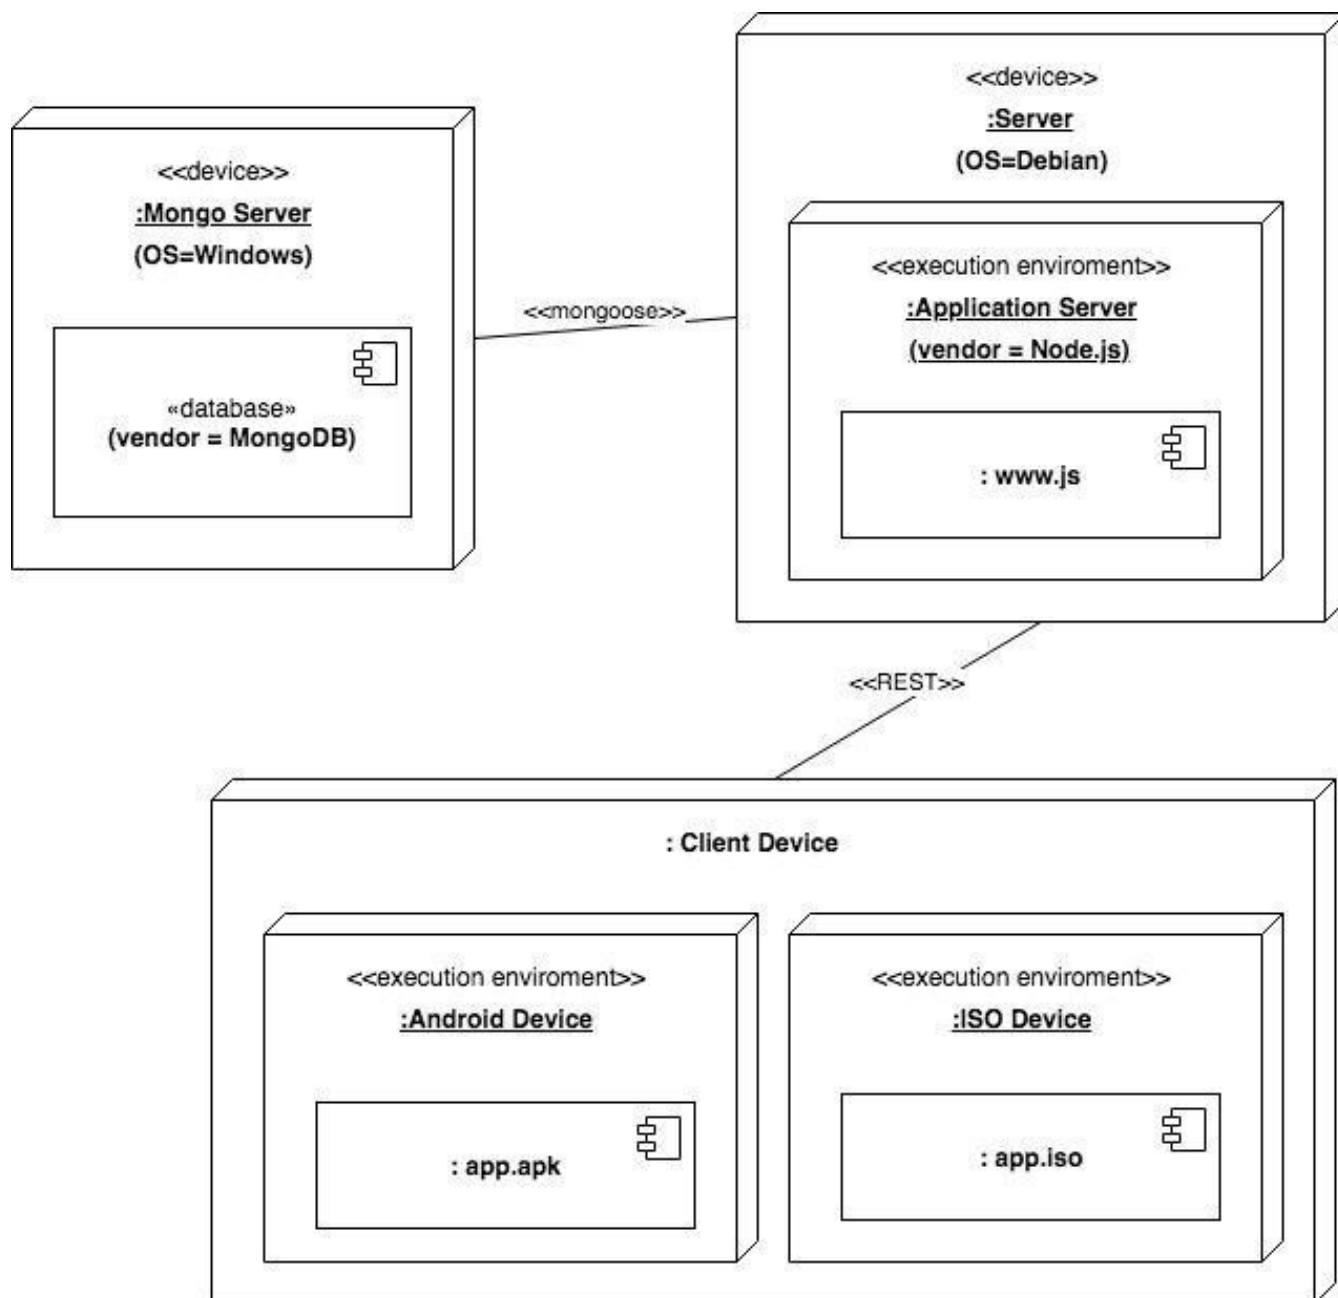 <<device>>
:Mongo Server
(OS=Windows)
«database»
(vendor = MongoDB)
<<mongoose>>
<<device>>
:Server
(OS=Debian)
<<execution enviroment>>
:Application Server
(vendor = Node.js)
: www.js
<<REST>>
: Client Device
<<execution enviroment>>
:Android Device
: app.apk
<<execution enviroment>>
:ISO Device
: app.iso